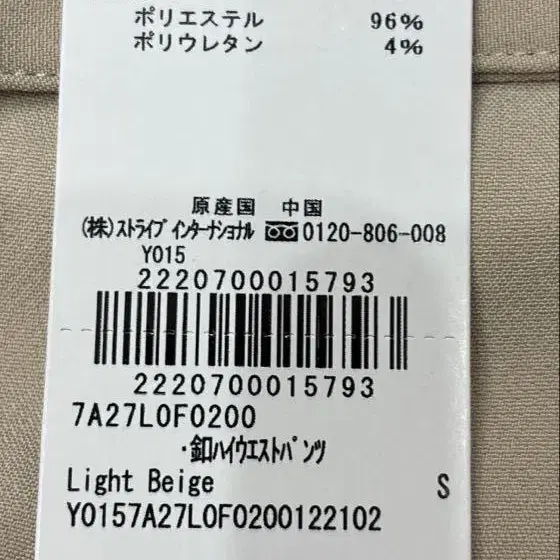 ポリエステル 96%
ポリウレタン 4%
原産国 中国
(株)ストライプ インターナショナル 0120-806-008
Y015
2220700015793
2220700015793
7A27L0F0200
・釦ハイウエストパンツ
Light Beige S
Y0157A27L0F0200122102